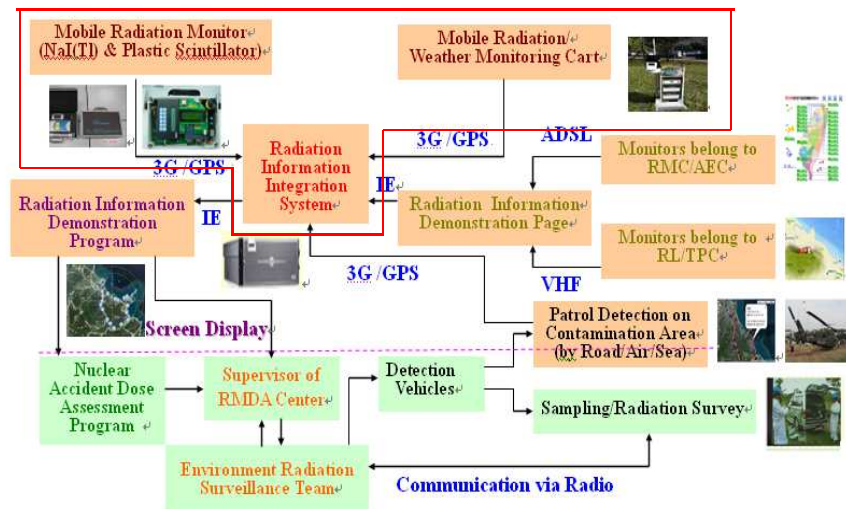 Mobile Radiation Monitor
(NaI(Tl) & Plastic Scintillator)
Mobile Radiation/
Weather Monitoring Cart
3G /GPS
3G /GPS
ADSL
Radiation
Information
Integration
System
Monitors belong to
RMC/AEC
IE
Radiation Information
Demonstration Program
IE
Radiation Information
Demonstration Page
Monitors belong to
RL/TPC
3G /GPS
VHF
Screen Display
Patrol Detection on
Contamination Area
(by Road/Air/Sea)
Nuclear
Accident Dose
Assessment
Program
Supervisor of
RMDA Center
Detection
Vehicles
Sampling/Radiation Survey
Environment Radiation
Surveillance Team
Communication via Radio